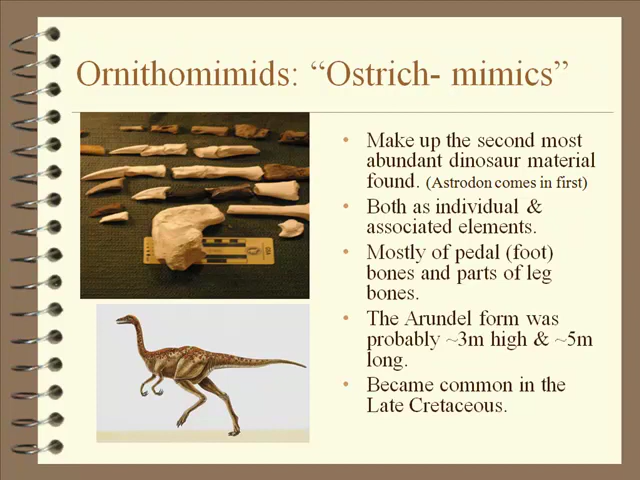 Ornithomimids: “Ostrich- mimics”
• Make up the second most
abundant dinosaur material
found. (Astrodon comes in first)
• Both as individual &
associated elements.
• Mostly of pedal (foot)
bones and parts of leg
bones.
• The Arundel form was
probably ~3m high & ~5m
long.
• Became common in the
Late Cretaceous.